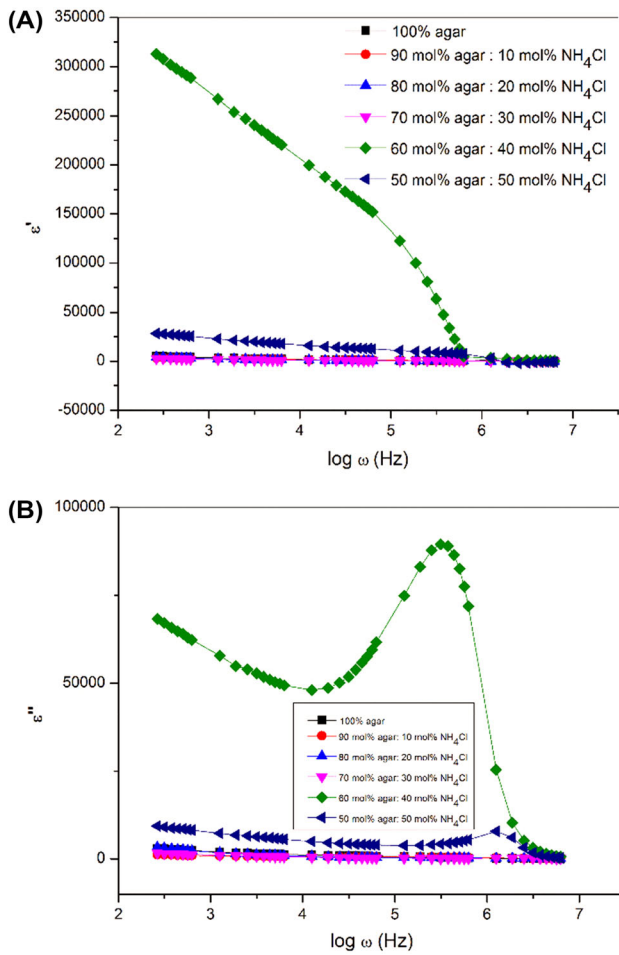 (A)
350000
300000
250000
200000
150000
100000
50000
0
-50000
ε'
100% agar
90 mol% agar : 10 mol% NH4Cl
80 mol% agar : 20 mol% NH4Cl
70 mol% agar : 30 mol% NH4Cl
60 mol% agar : 40 mol% NH4Cl
50 mol% agar : 50 mol% NH4Cl
2 3 4 5 6 7
log ω (Hz)
(B)
100000
50000
0
ε"
100% agar
90 mol% agar: 10 mol% NH4Cl
80 mol% agar: 20 mol% NH4Cl
70 mol% agar: 30 mol% NH4Cl
60 mol% agar: 40 mol% NH4Cl
50 mol% agar: 50 mol% NH4Cl
2 3 4 5 6 7
log ω (Hz)